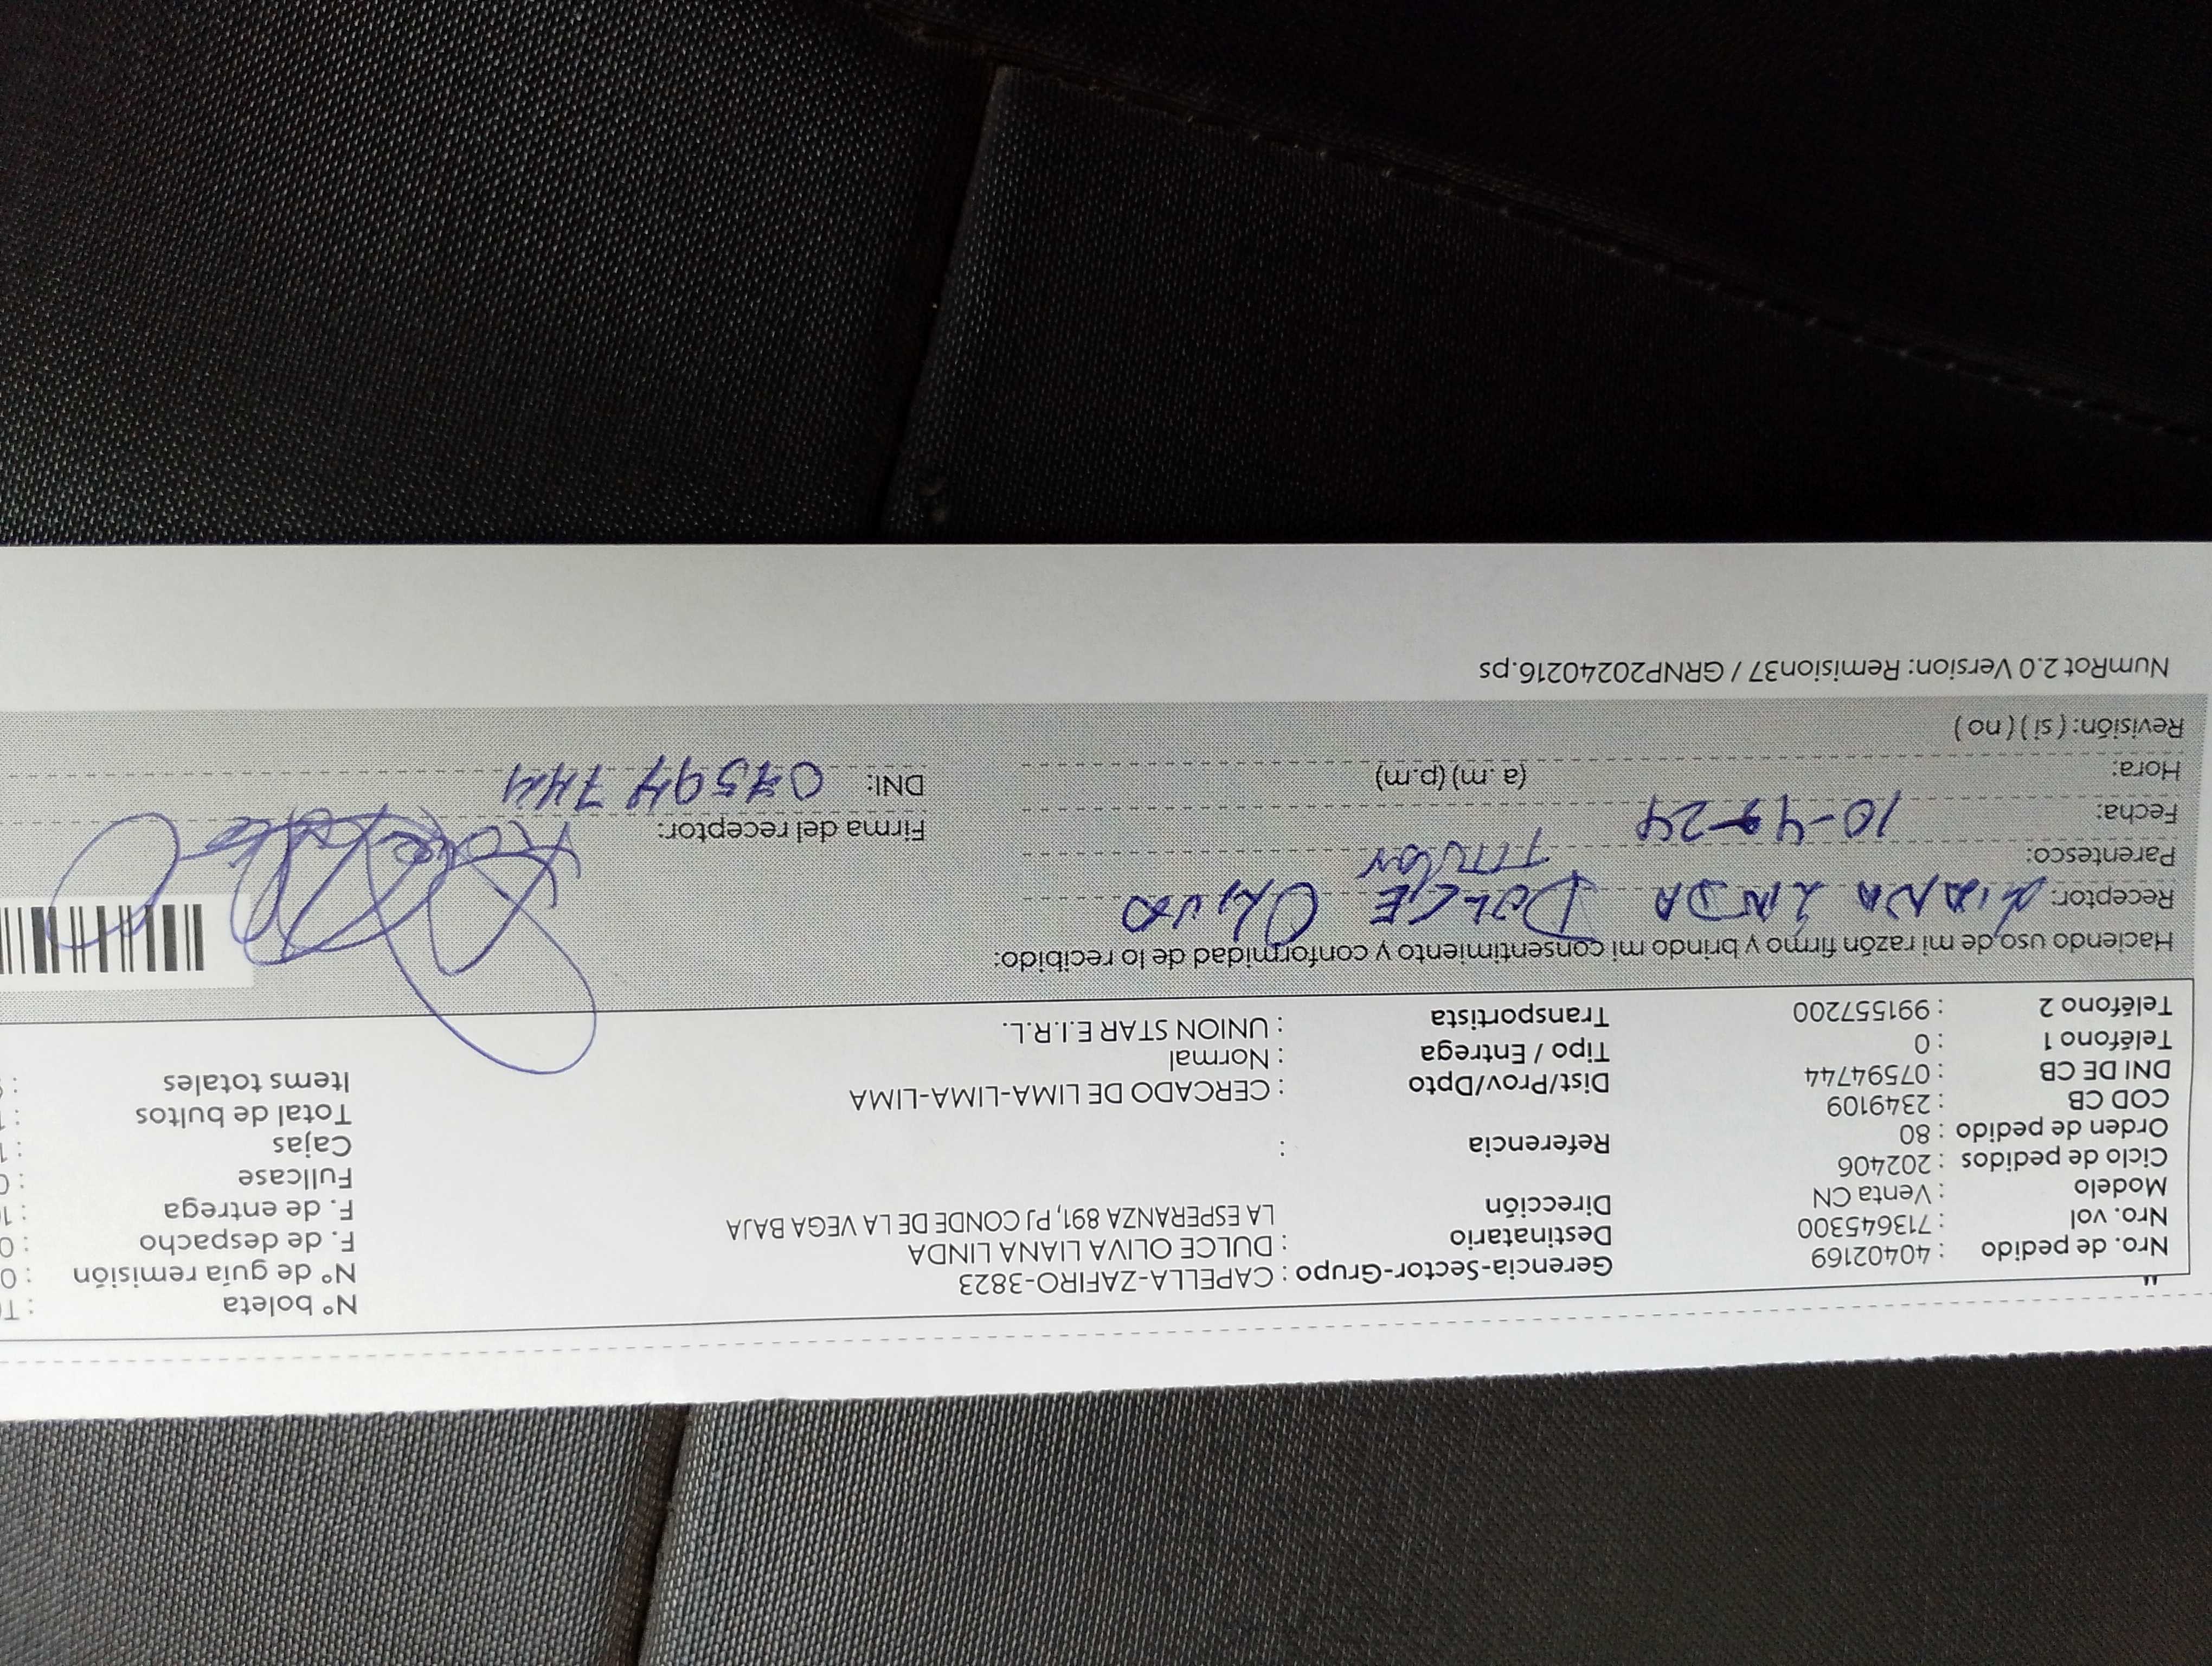 Nro. de pedido : 40402169 Gerencia-Sector-Grupo : CAPELLA-ZAFIRO-3823 Nº boleta
Nro. vol : 713645300 Destinatario : DULCE OLIVA LIANA LINDA Nº de guía remisión
Modelo : Venta CN Dirección LA ESPERANZA 891, PJ CONDE DE LA VEGA BAJA F. de despacho
Ciclo de pedidos : 202406 F. de entrega
Orden de pedido : 80 Referencia : Fullcase
COD CB : 2349109 Cajas
DNI DE CB : 07594744 Dist/Prov/Dpto : CERCADO DE LIMA-LIMA-LIMA Total de bultos
Teléfono 1 : 0 Tipo / Entrega : Normal Items totales
Teléfono 2 : 991557200 Transportista : UNION STAR E.I.R.L.
Haciendo uso de mi razón firmo y brindo mi consentimiento y conformidad de lo recibido:
Receptor: LIANA LINDA DULCE OLIVA
Parentesco: Titular Firma del receptor:
Fecha: 10-4-24
Hora: (a.m) (p.m) DNI: 07594744
Revisión: ( si ) ( no )
NumRot 2.0 Version: Remision37 / GRNP20240216.ps